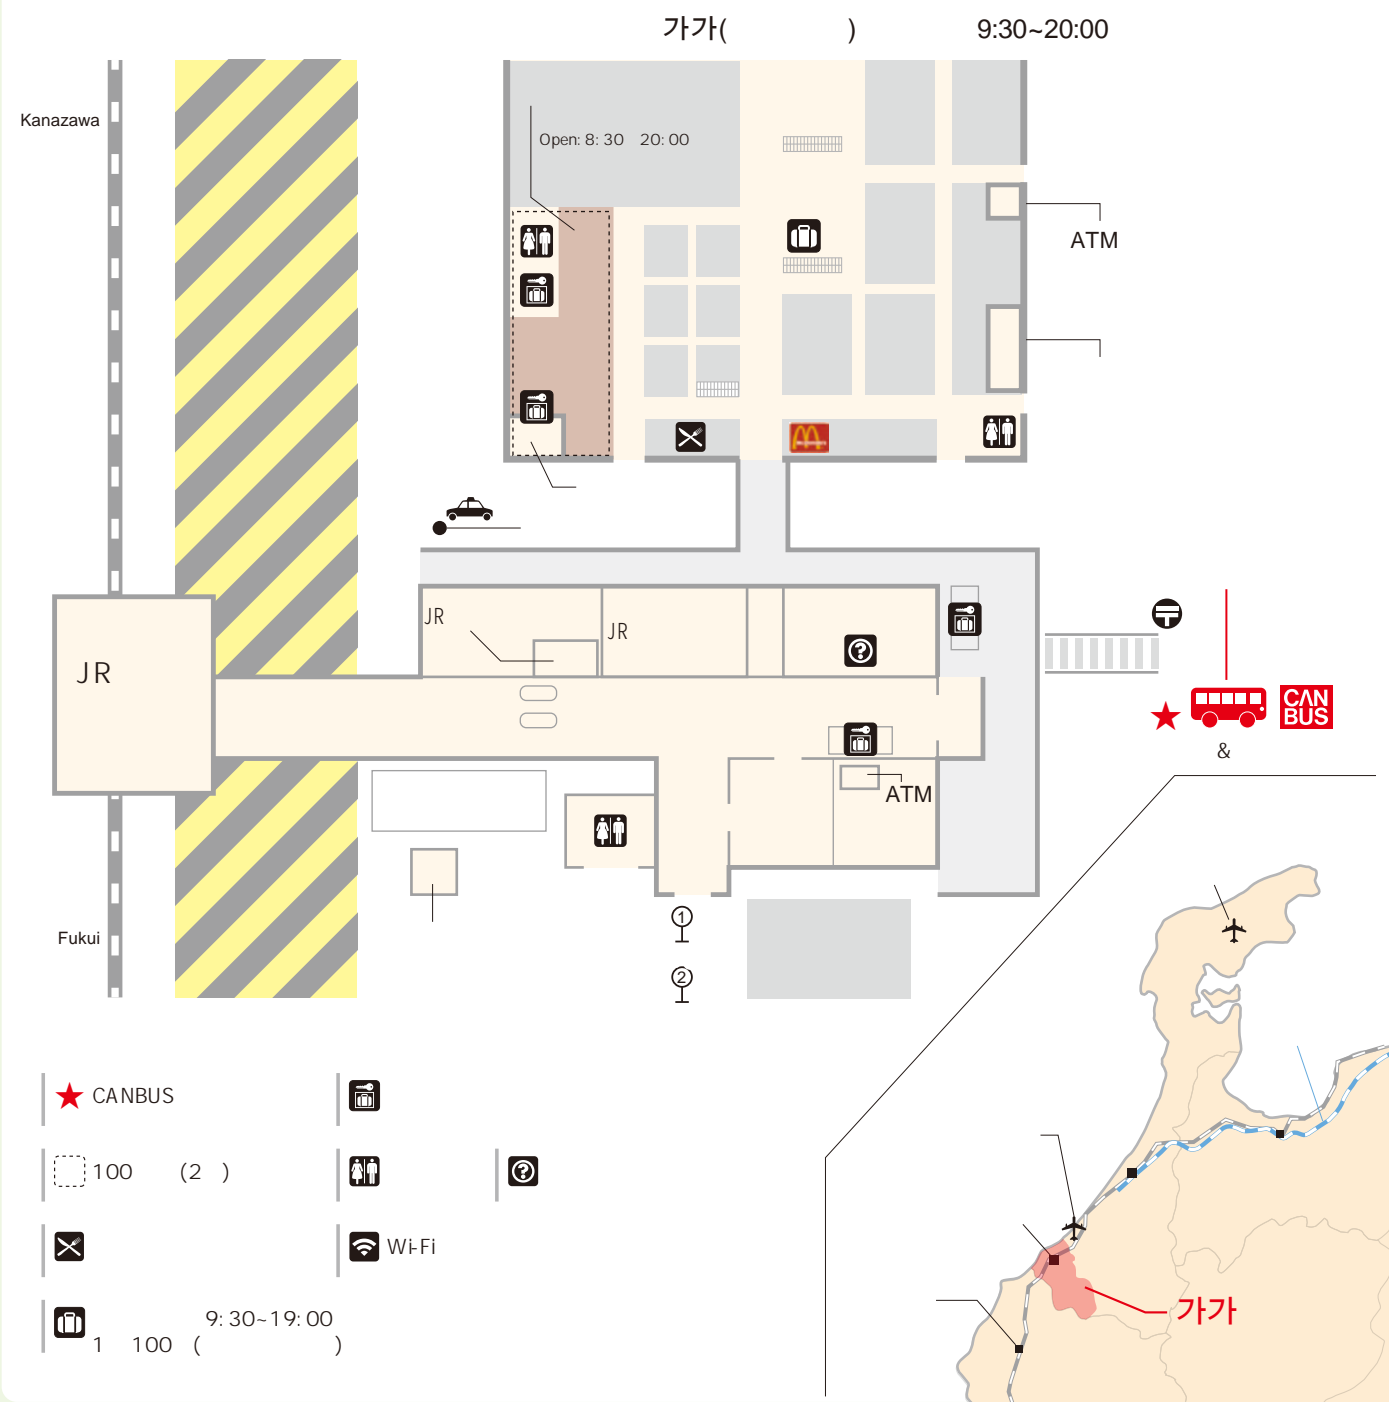 가가( ) 9:30~20:00
Kanazawa
Open: 8:30 20:00
ATM
JR
JR
JR
CAN
BUS
&
ATM
Fukui
1
2
CANBUS
100 (2 )
Wi-Fi
9:30~19:00
1 100 ( )
가가